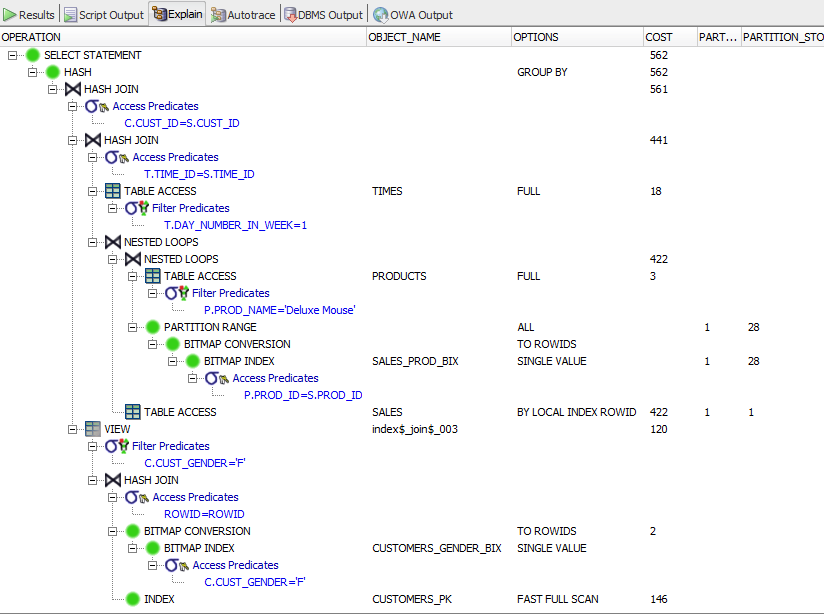 Results Script Output Explain Autotrace DBMS Output OWA Output
OPERATION OBJECT_NAME OPTIONS COST PART... PARTITION_STO
SELECT STATEMENT 562
HASH GROUP BY 562
HASH JOIN 561
Access Predicates
C.CUST_ID=S.CUST_ID
HASH JOIN 441
Access Predicates
T.TIME_ID=S.TIME_ID
TABLE ACCESS TIMES FULL 18
Filter Predicates
T.DAY_NUMBER_IN_WEEK=1
NESTED LOOPS
NESTED LOOPS 422
TABLE ACCESS PRODUCTS FULL 3
Filter Predicates
P.PROD_NAME='Deluxe Mouse'
PARTITION RANGE ALL 1 28
BITMAP CONVERSION TO ROWIDS
BITMAP INDEX SALES_PROD_BIX SINGLE VALUE 1 28
Access Predicates
P.PROD_ID=S.PROD_ID
TABLE ACCESS SALES BY LOCAL INDEX ROWID 422 1 1
VIEW index$_join$_003 120
Filter Predicates
C.CUST_GENDER='F'
HASH JOIN
Access Predicates
ROWID=ROWID
BITMAP CONVERSION TO ROWIDS 2
BITMAP INDEX CUSTOMERS_GENDER_BIX SINGLE VALUE
Access Predicates
C.CUST_GENDER='F'
INDEX CUSTOMERS_PK FAST FULL SCAN 146